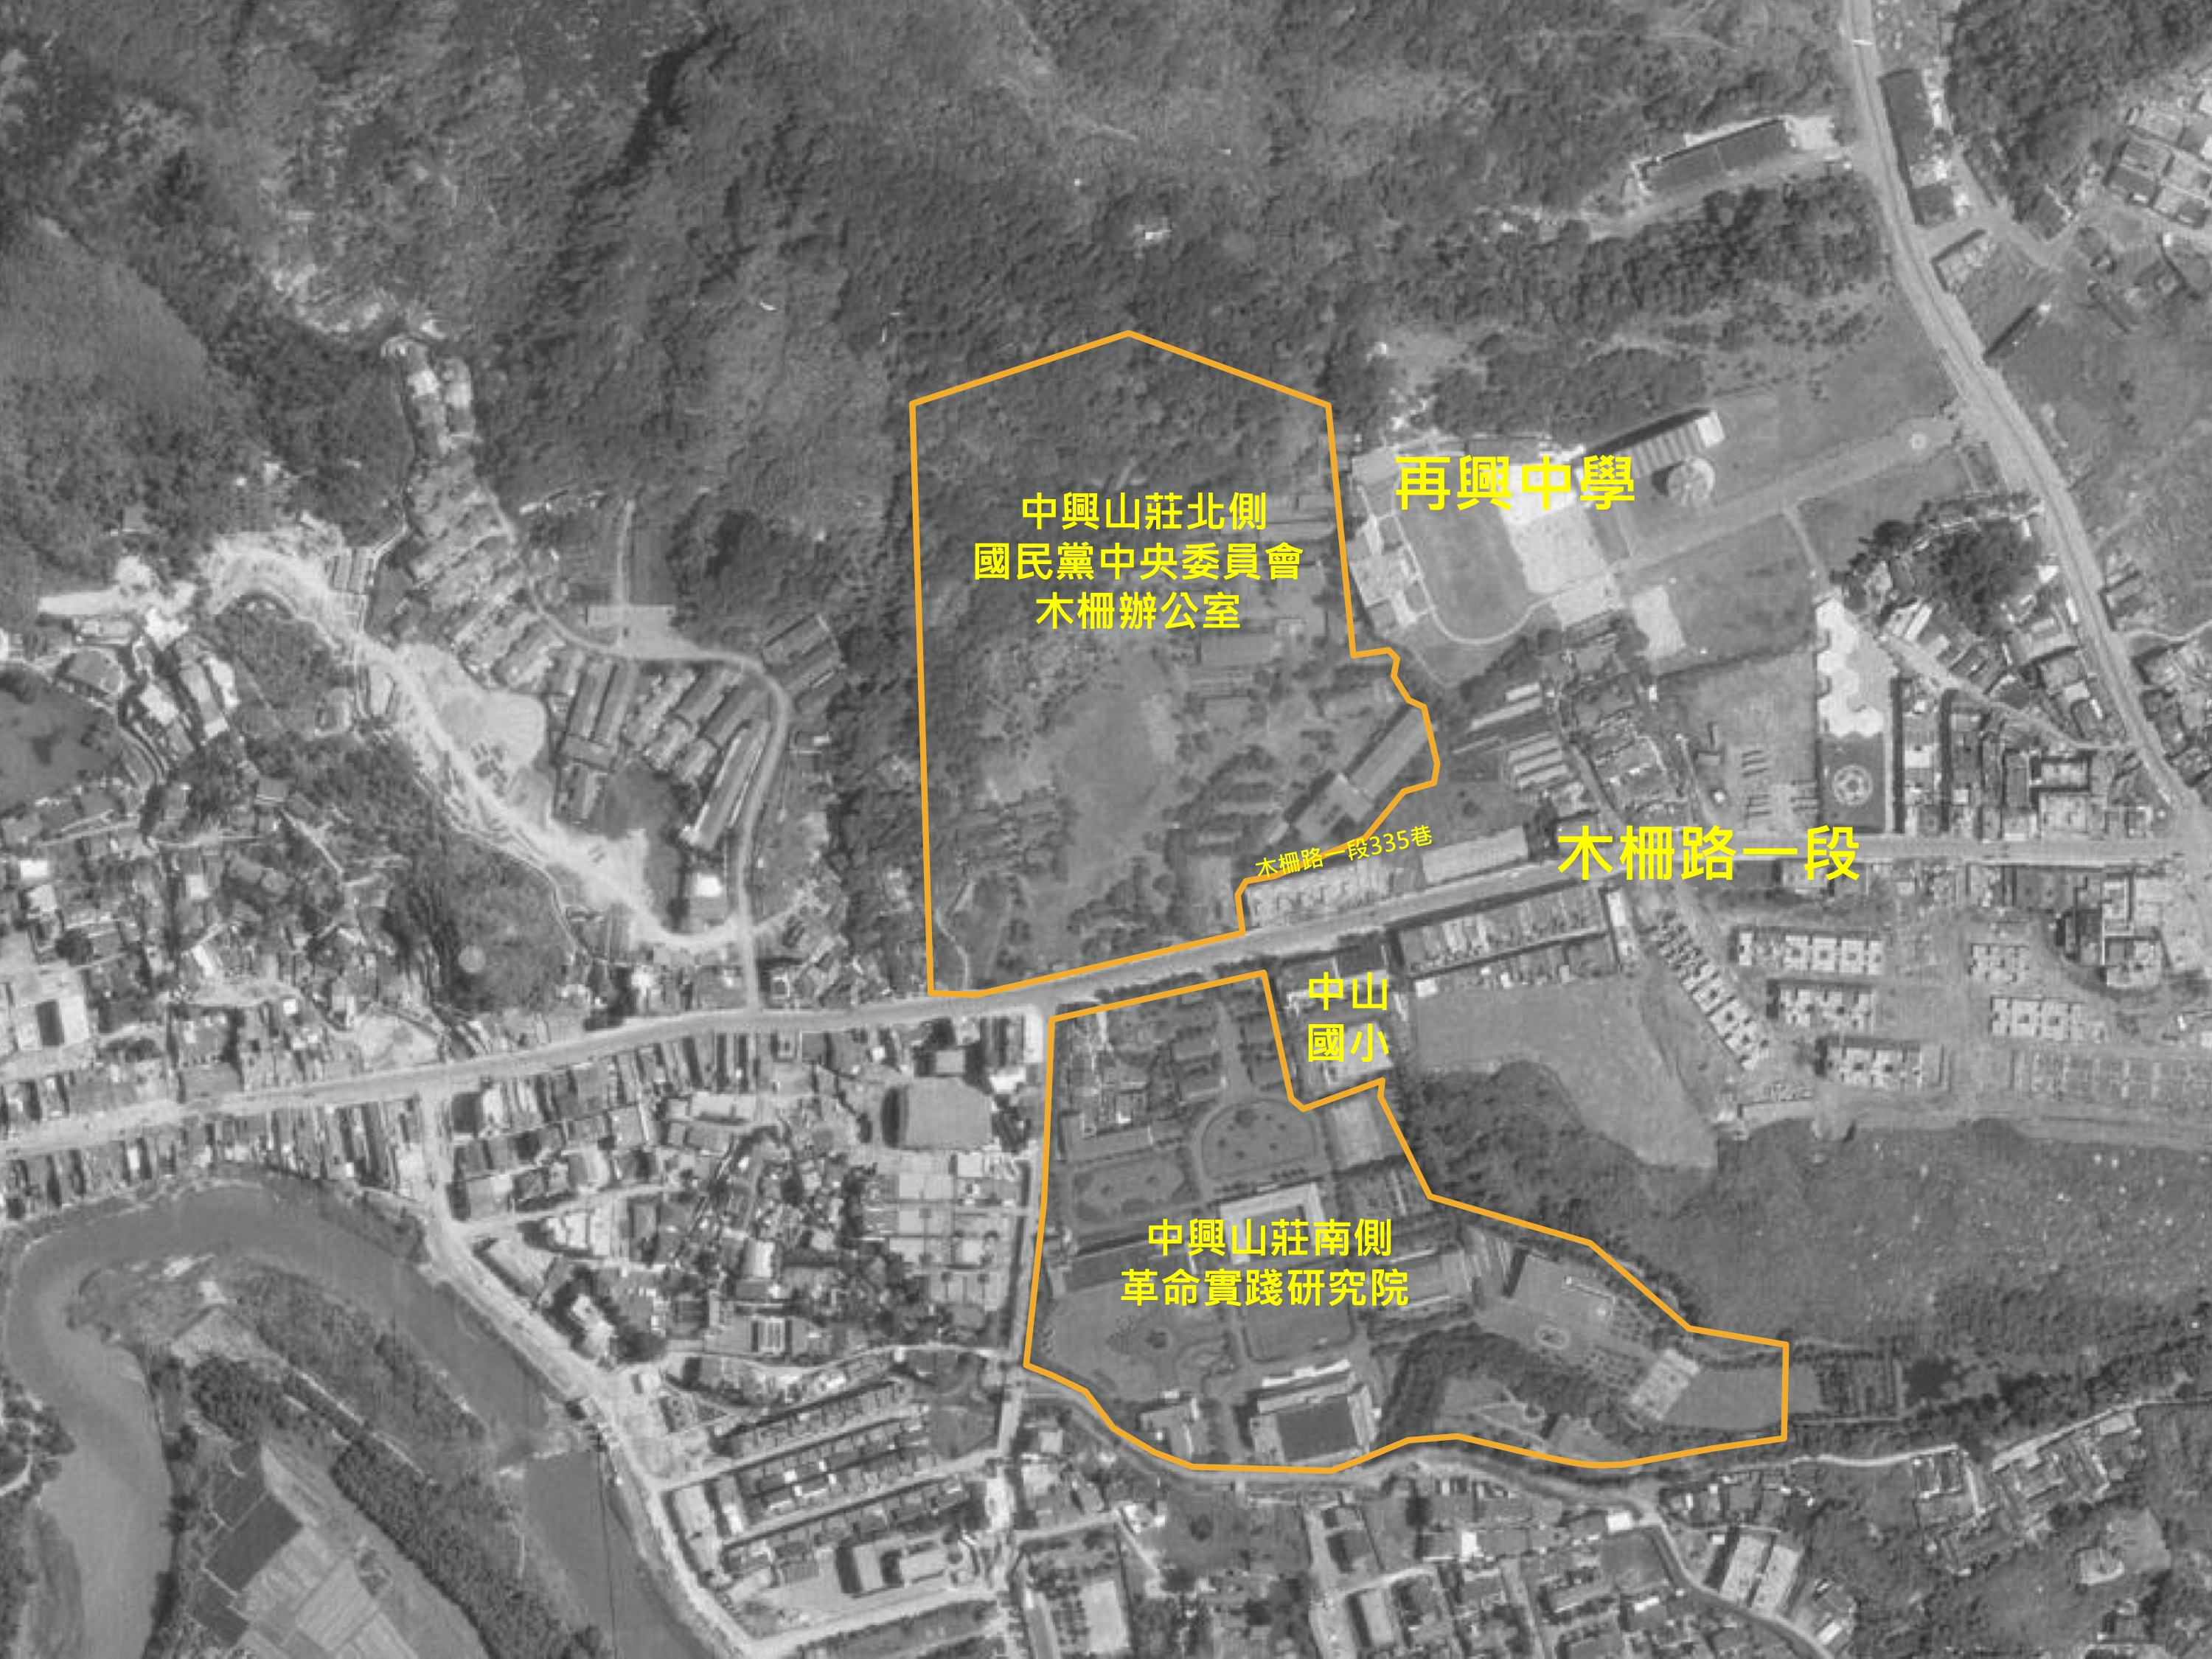 再興中學
中興山莊北側
國民黨中央委員會
木柵辦公室
木柵路一段335巷
木柵路一段
中山
國小
中興山莊南側
革命實踐研究院